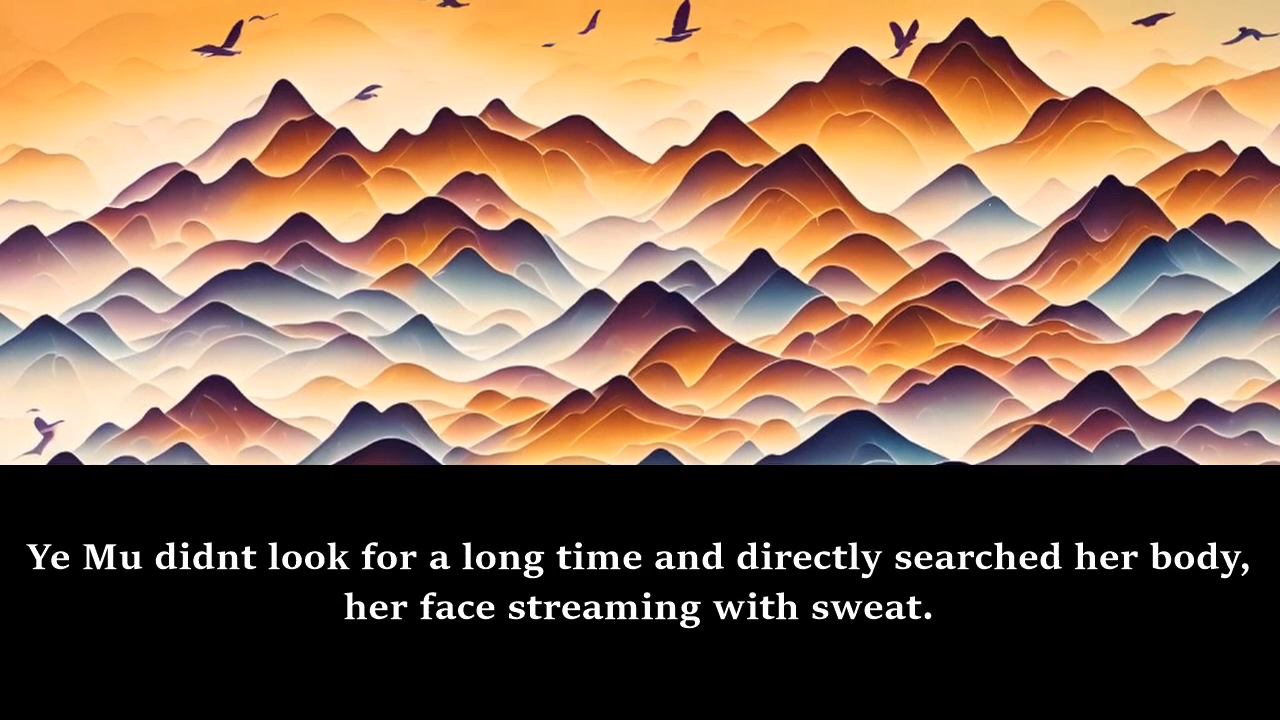 Ye Mu didnt look for a long time and directly searched her body,
her face streaming with sweat.